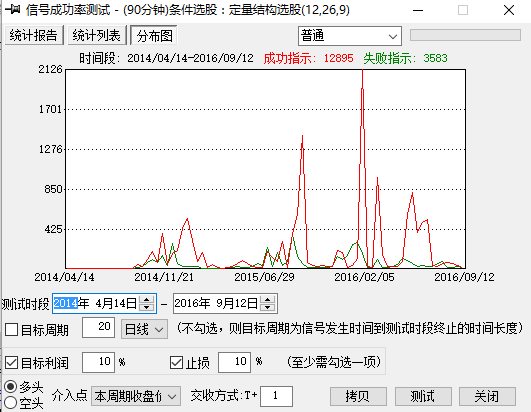 信号成功率测试 - (90分钟)条件选股：定量结构选股(12,26,9)
统计报告 统计列表 分布图 普通
时间段: 2014/04/14-2016/09/12 成功指示: 12895 失败指示: 3583
2126
1701
1276
850
425
2014/04/14 2014/11/21 2015/06/29 2016/02/05 2016/09/12
测试时段 2014年 4月14日 - 2016年 9月12日
目标周期 20 日线 (不勾选，则目标周期为信号发生时间到测试时段终止的时间长度)
目标利润 10 % 止损 10 % (至少需勾选一项)
多头
空头
介入点 本周期收盘价 交收方式:T+ 1 拷贝 测试 关闭